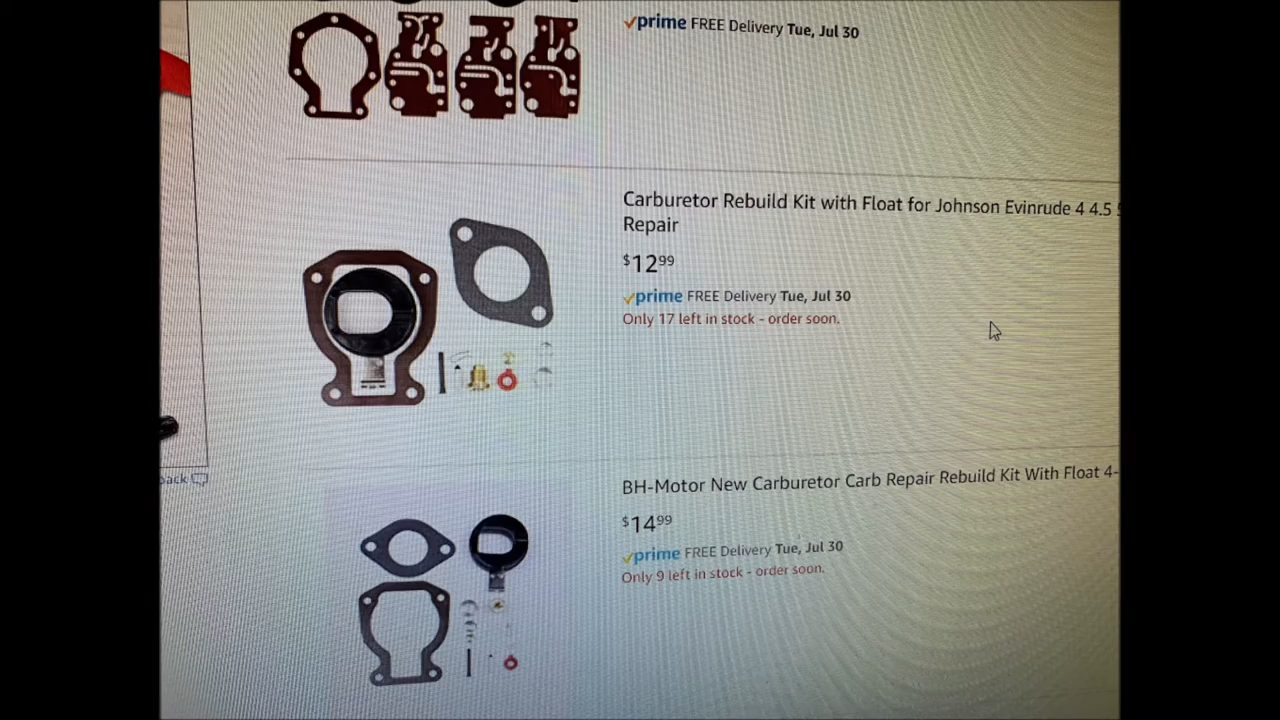 prime FREE Delivery Tue, Jul 30
Carburetor Rebuild Kit with Float for Johnson Evinrude 4 4.5
Repair
$12.99
prime FREE Delivery Tue, Jul 30
Only 17 left in stock - order soon.
back
BH-Motor New Carburetor Carb Repair Rebuild Kit With Float 4-
$14.99
prime FREE Delivery Tue, Jul 30
Only 9 left in stock - order soon.